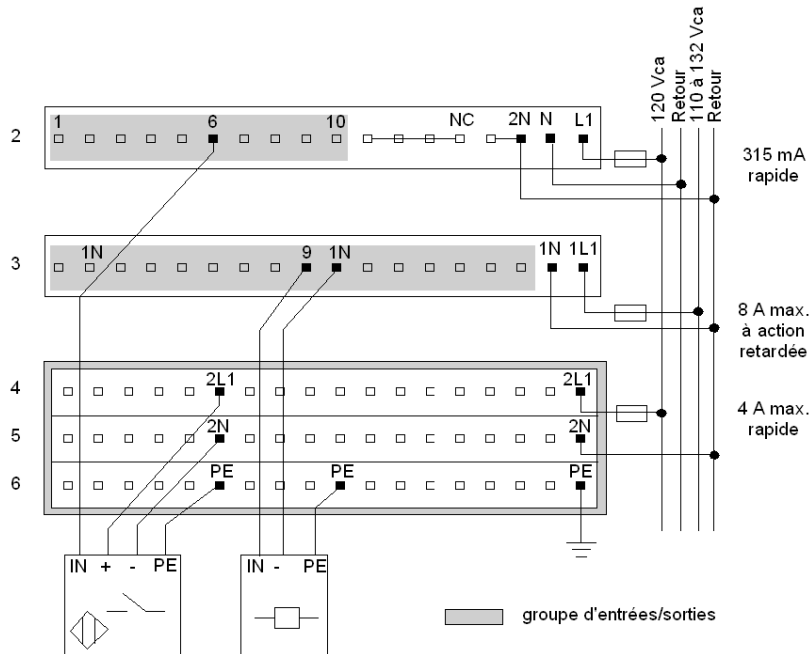 120 Vca
Retour
110 à 132 Vca
Retour
1 6 10 NC 2N N L1
2
315 mA
rapide
1N 9 1N 1N 1L1
3
8 A max.
à action
retardée
4
2L1 2L1
4 A max.
rapide
5
2N 2N
6
PE PE PE
IN + - PE
IN - PE
groupe d'entrées/sorties